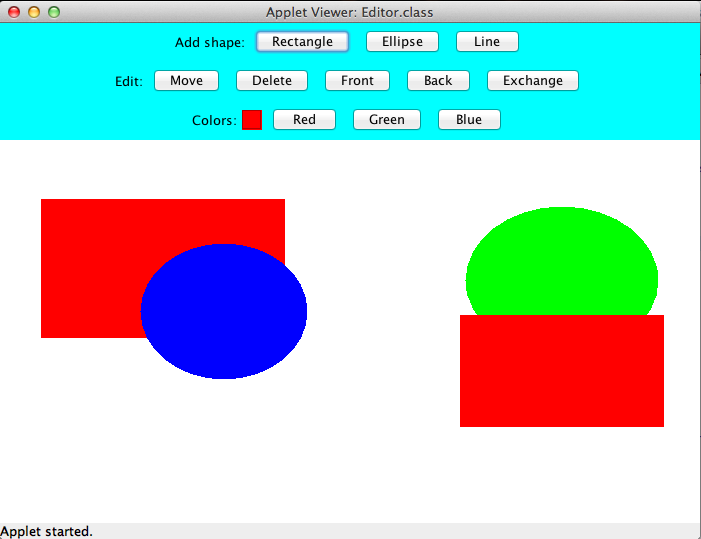 Applet Viewer: Editor.class
Add shape: Rectangle Ellipse Line
Edit: Move Delete Front Back Exchange
Colors: Red Green Blue
Applet started.